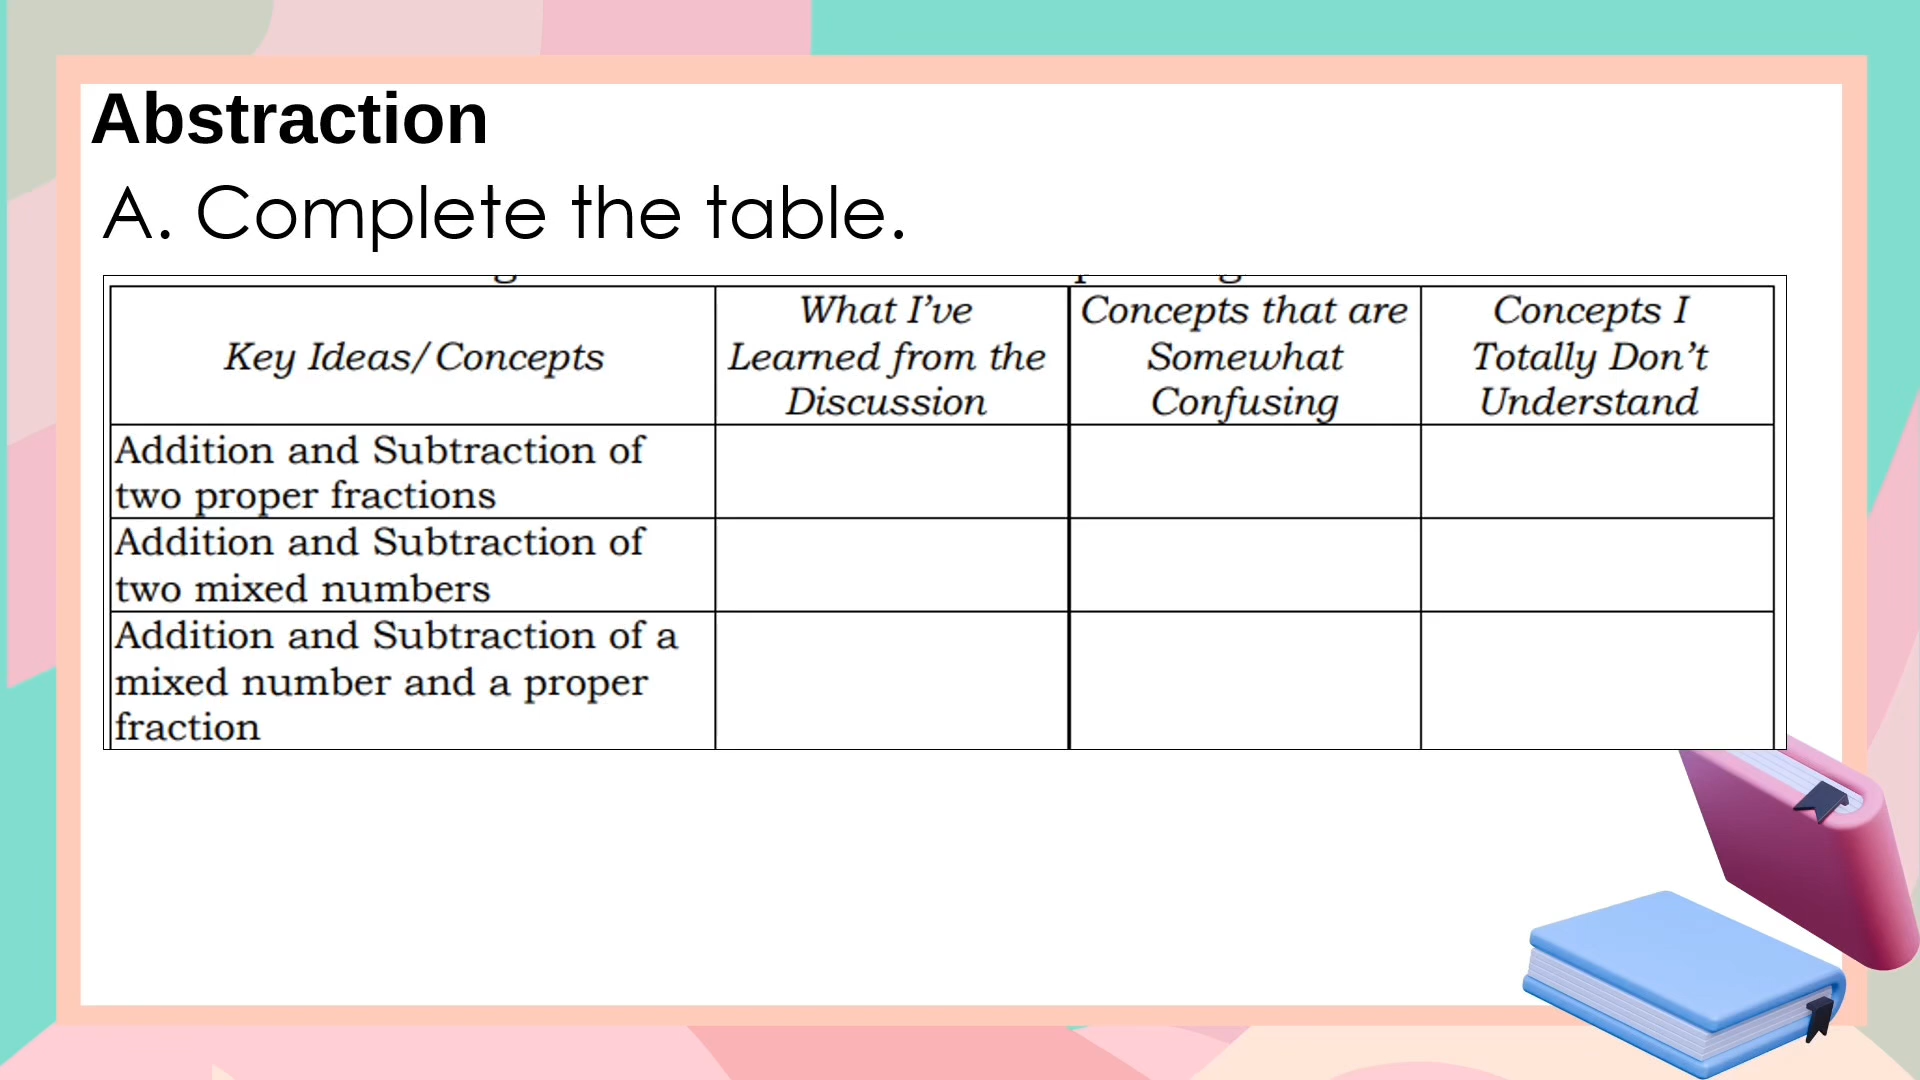 Abstraction
A. Complete the table.
Key Ideas/Concepts
What I've
Learned from the
Discussion
Concepts that are
Somewhat
Confusing
Concepts I
Totally Don't
Understand
Addition and Subtraction of
two proper fractions
Addition and Subtraction of
two mixed numbers
Addition and Subtraction of a
mixed number and a proper
fraction